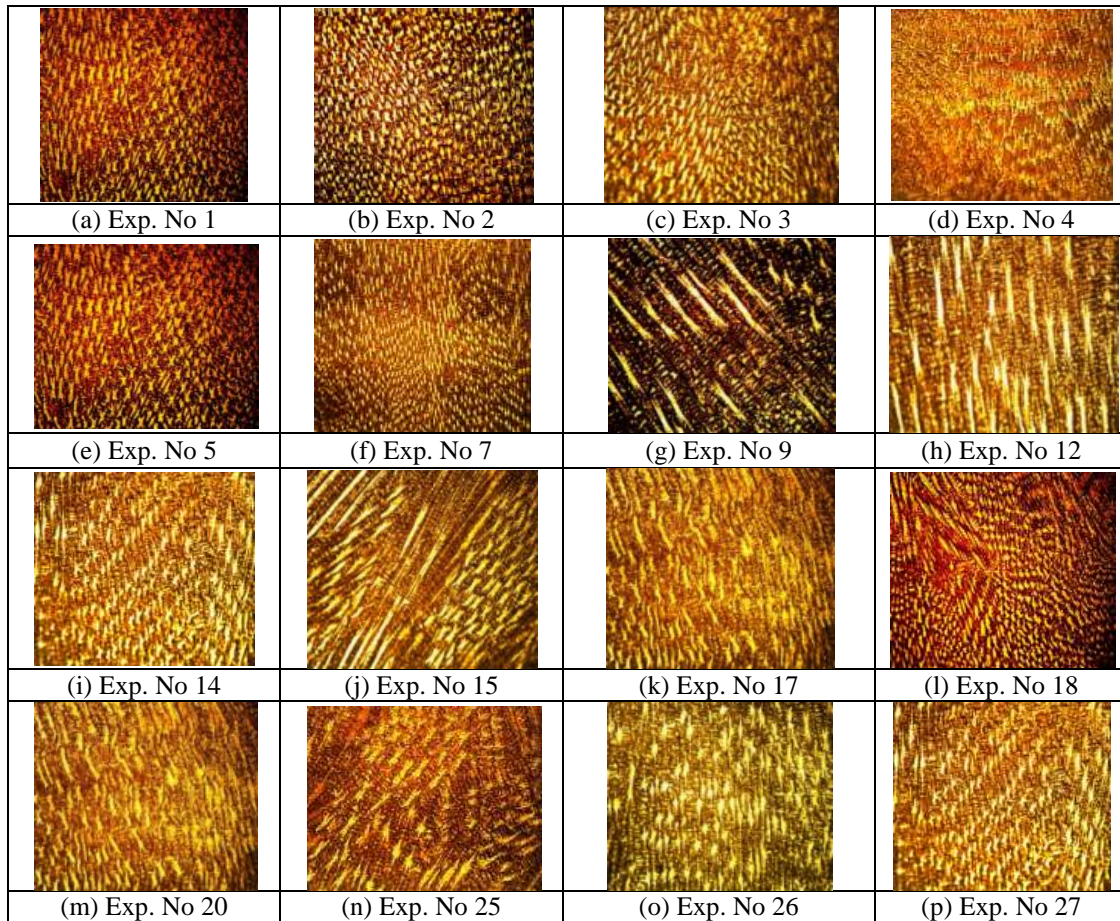 (a) Exp. No 1
(b) Exp. No 2
(c) Exp. No 3
(d) Exp. No 4
(e) Exp. No 5
(f) Exp. No 7
(g) Exp. No 9
(h) Exp. No 12
(i) Exp. No 14
(j) Exp. No 15
(k) Exp. No 17
(l) Exp. No 18
(m) Exp. No 20
(n) Exp. No 25
(o) Exp. No 26
(p) Exp. No 27